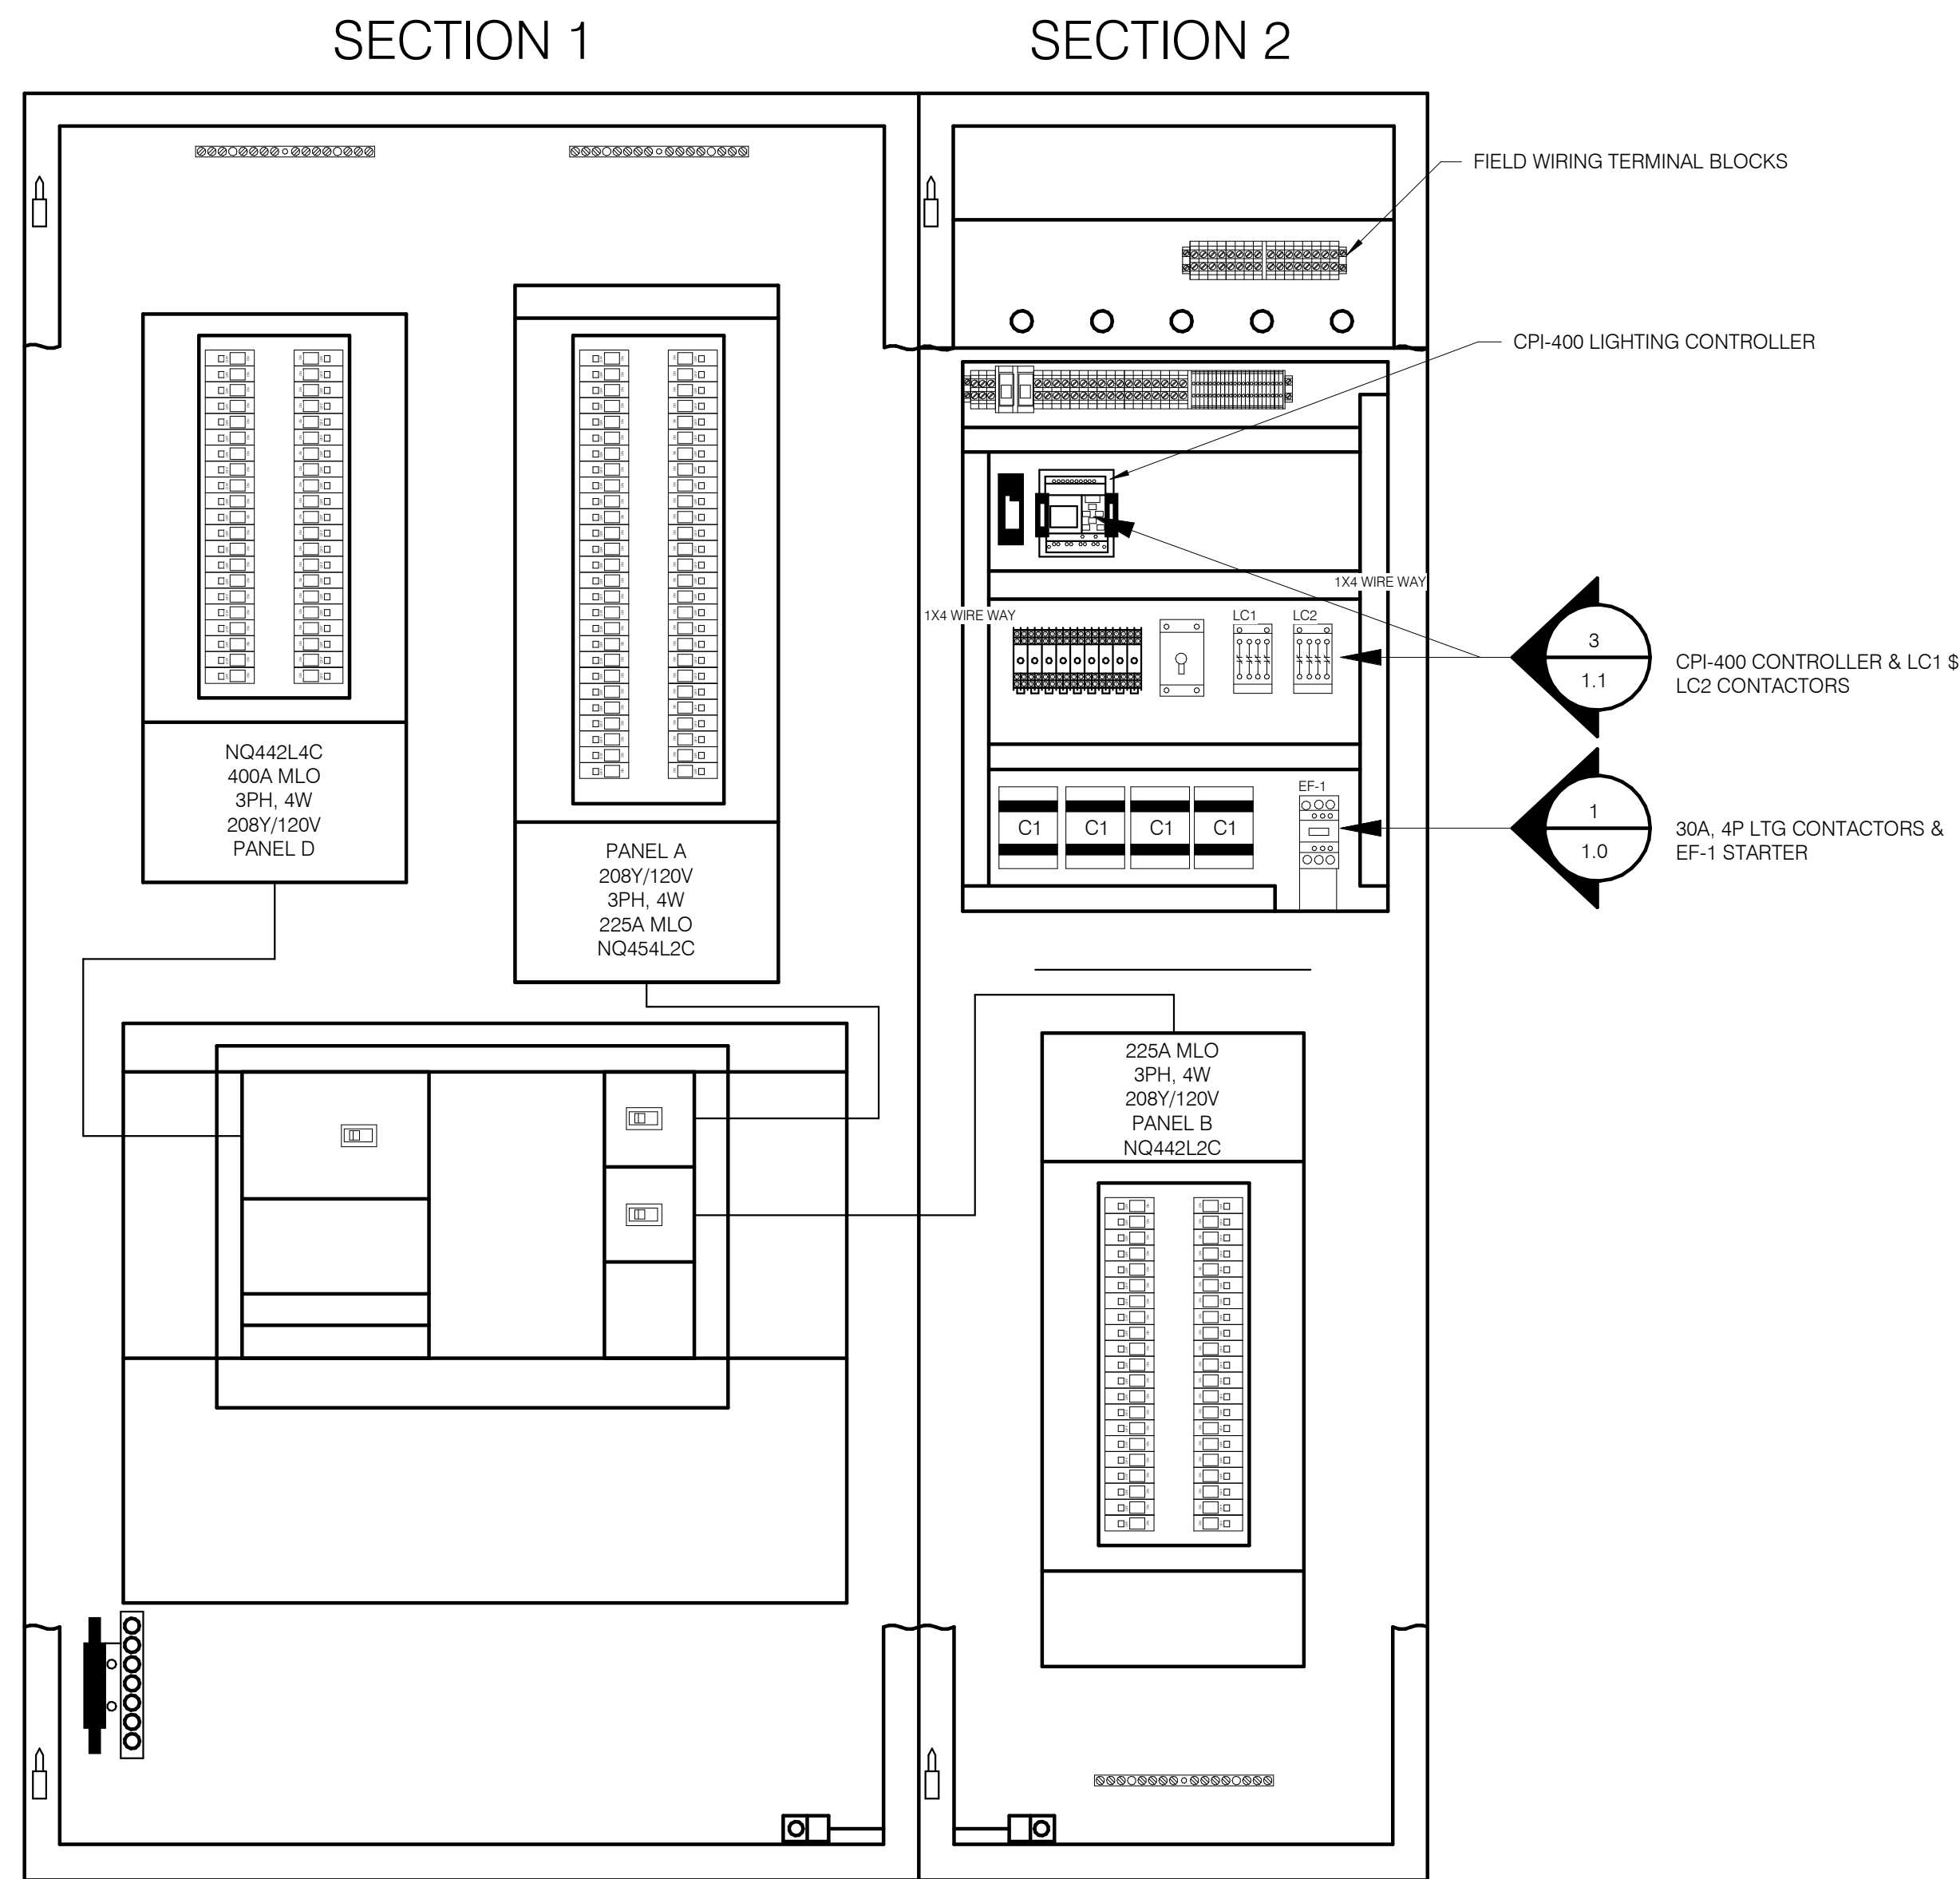 SECTION 1
SECTION 2
FIELD WIRING TERMINAL BLOCKS
CPI-400 LIGHTING CONTROLLER
1X4 WIRE WAY
1X4 WIRE WAY
LC1
LC2
3
1.1
CPI-400 CONTROLLER & LC1 $
LC2 CONTACTORS
NQ442L4C
400A MLO
3PH, 4W
208Y/120V
PANEL D
PANEL A
208Y/120V
3PH, 4W
225A MLO
NQ454L2C
C1
C1
C1
C1
EF-1
1
1.0
30A, 4P LTG CONTACTORS &
EF-1 STARTER
225A MLO
3PH, 4W
208Y/120V
PANEL B
NQ442L2C